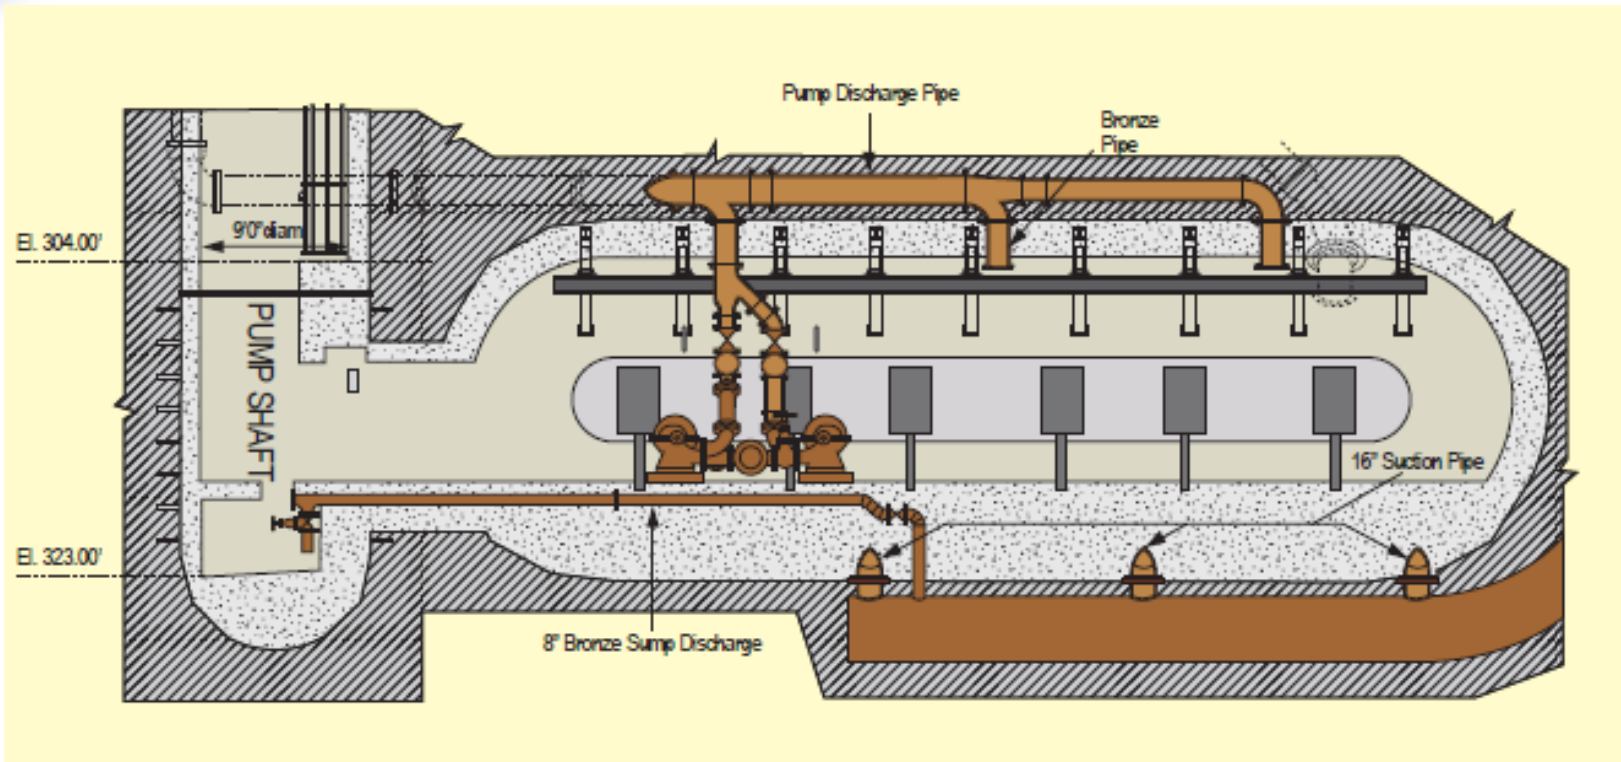 Pump Discharge Pipe
Bronze
Pipe
9'0" diam
El. 304.00'
PUMP SHAFT
16" Suction Pipe
El. 323.00'
8" Bronze Sump Discharge